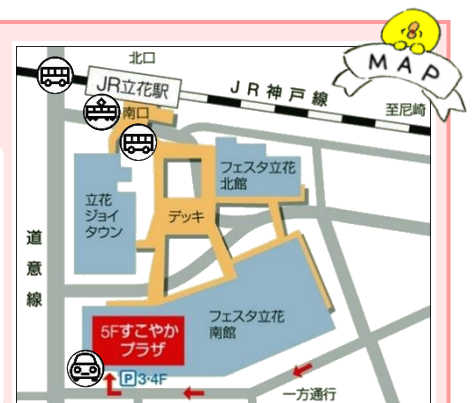 MAP
北口
JR立花駅
JR神戸線
至尼崎
南口
フェスタ立花
北館
立花
ジョイ
タウン
デッキ
道意線
フェスタ立花
南館
5Fすこやか
プラザ
P3・4F
一方通行